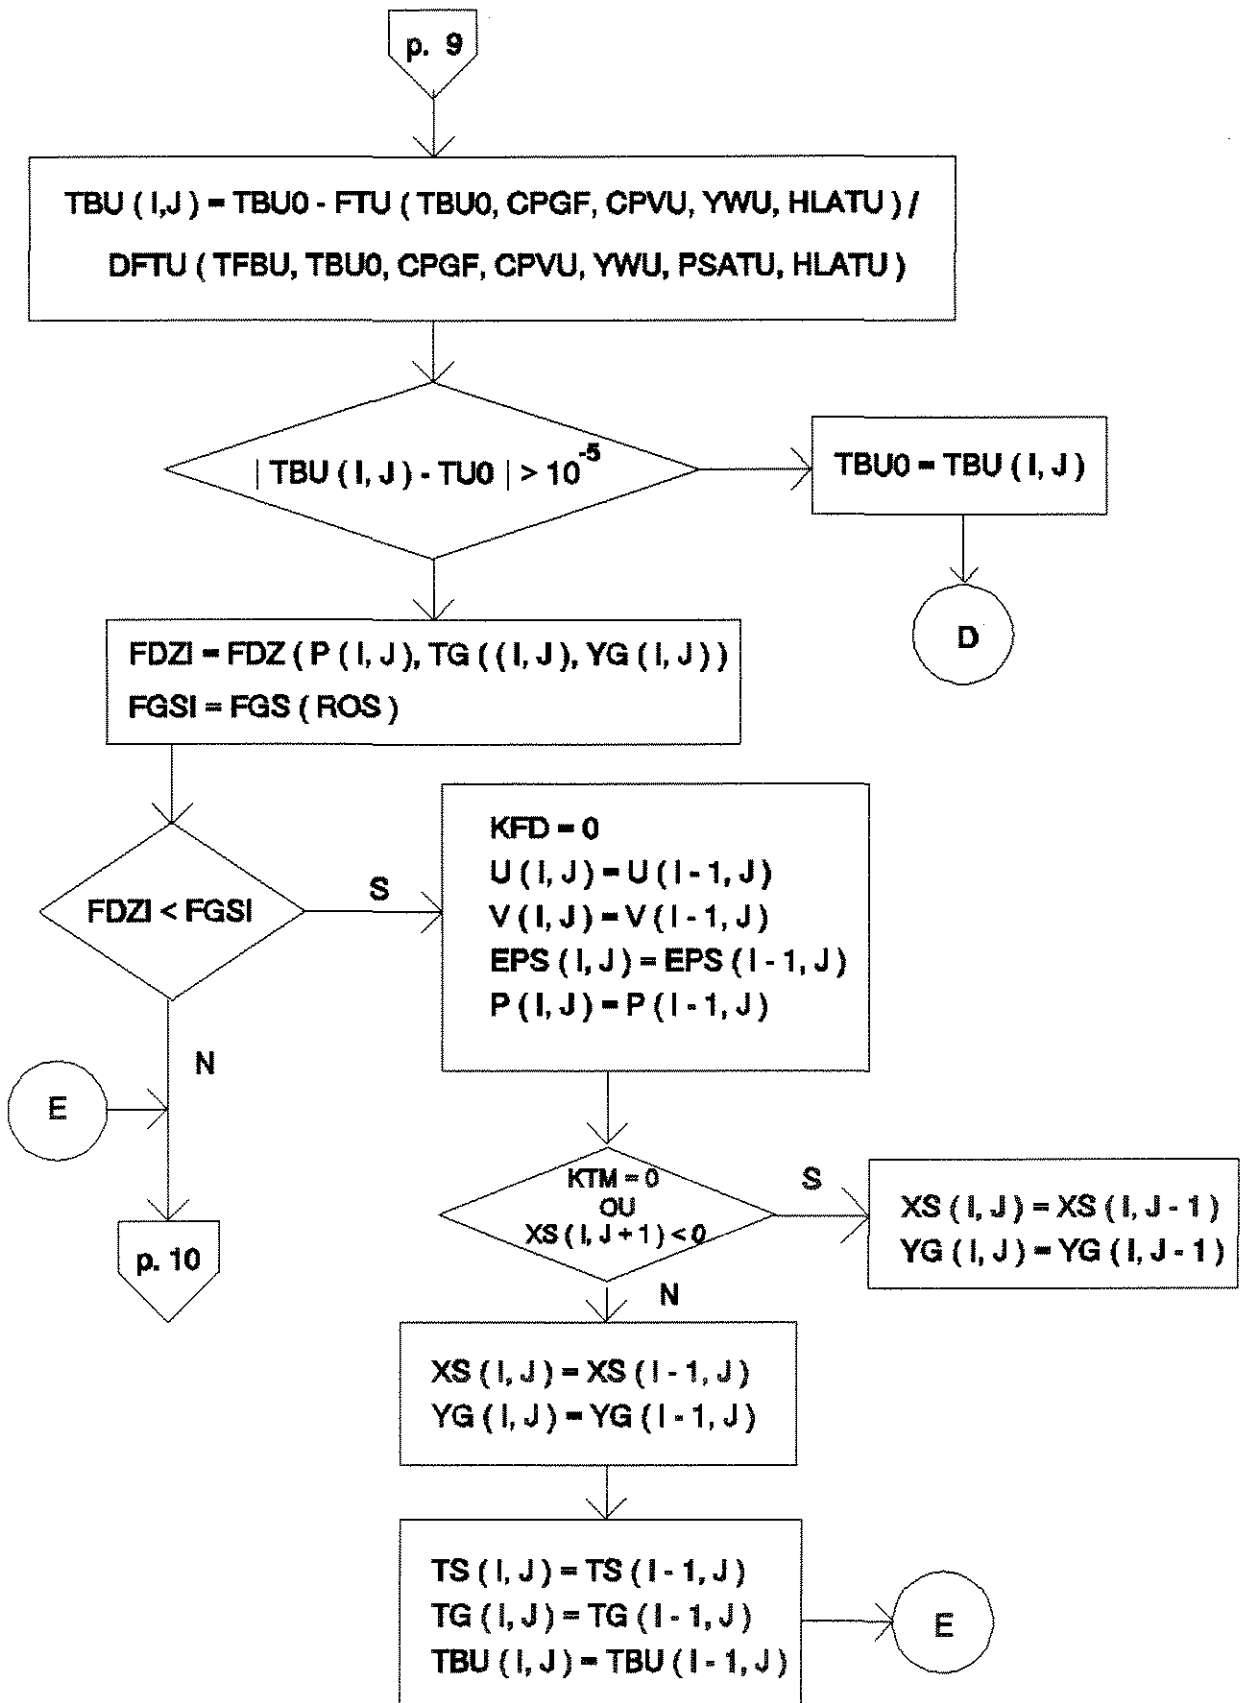 p. 9
TBU ( I,J ) = TBU0 - FTU ( TBU0, CPGF, CPVU, YWU, HLATU ) /
DFTU ( TFBU, TBU0, CPGF, CPVU, YWU, PSATU, HLATU )
| TBU ( I, J ) - TU0 | > 10^-5
TBU0 = TBU ( I, J )
D
FDZI = FDZ ( P ( I, J ), TG ( ( I, J ), YG ( I, J ) )
FGSI = FGS ( ROS )
FDZI < FGSI
S
KFD = 0
U ( I, J ) = U ( I - 1, J )
V ( I, J ) = V ( I - 1, J )
EPS ( I, J ) = EPS ( I - 1, J )
P ( I, J ) = P ( I - 1, J )
N
E
p. 10
KTM = 0
OU
XS ( I, J + 1 ) < 0
S
XS ( I, J ) = XS ( I, J - 1 )
YG ( I, J ) = YG ( I, J - 1 )
N
XS ( I, J ) = XS ( I - 1, J )
YG ( I, J ) = YG ( I - 1, J )
TS ( I, J ) = TS ( I - 1, J )
TG ( I, J ) = TG ( I - 1, J )
TBU ( I, J ) = TBU ( I - 1, J )
E